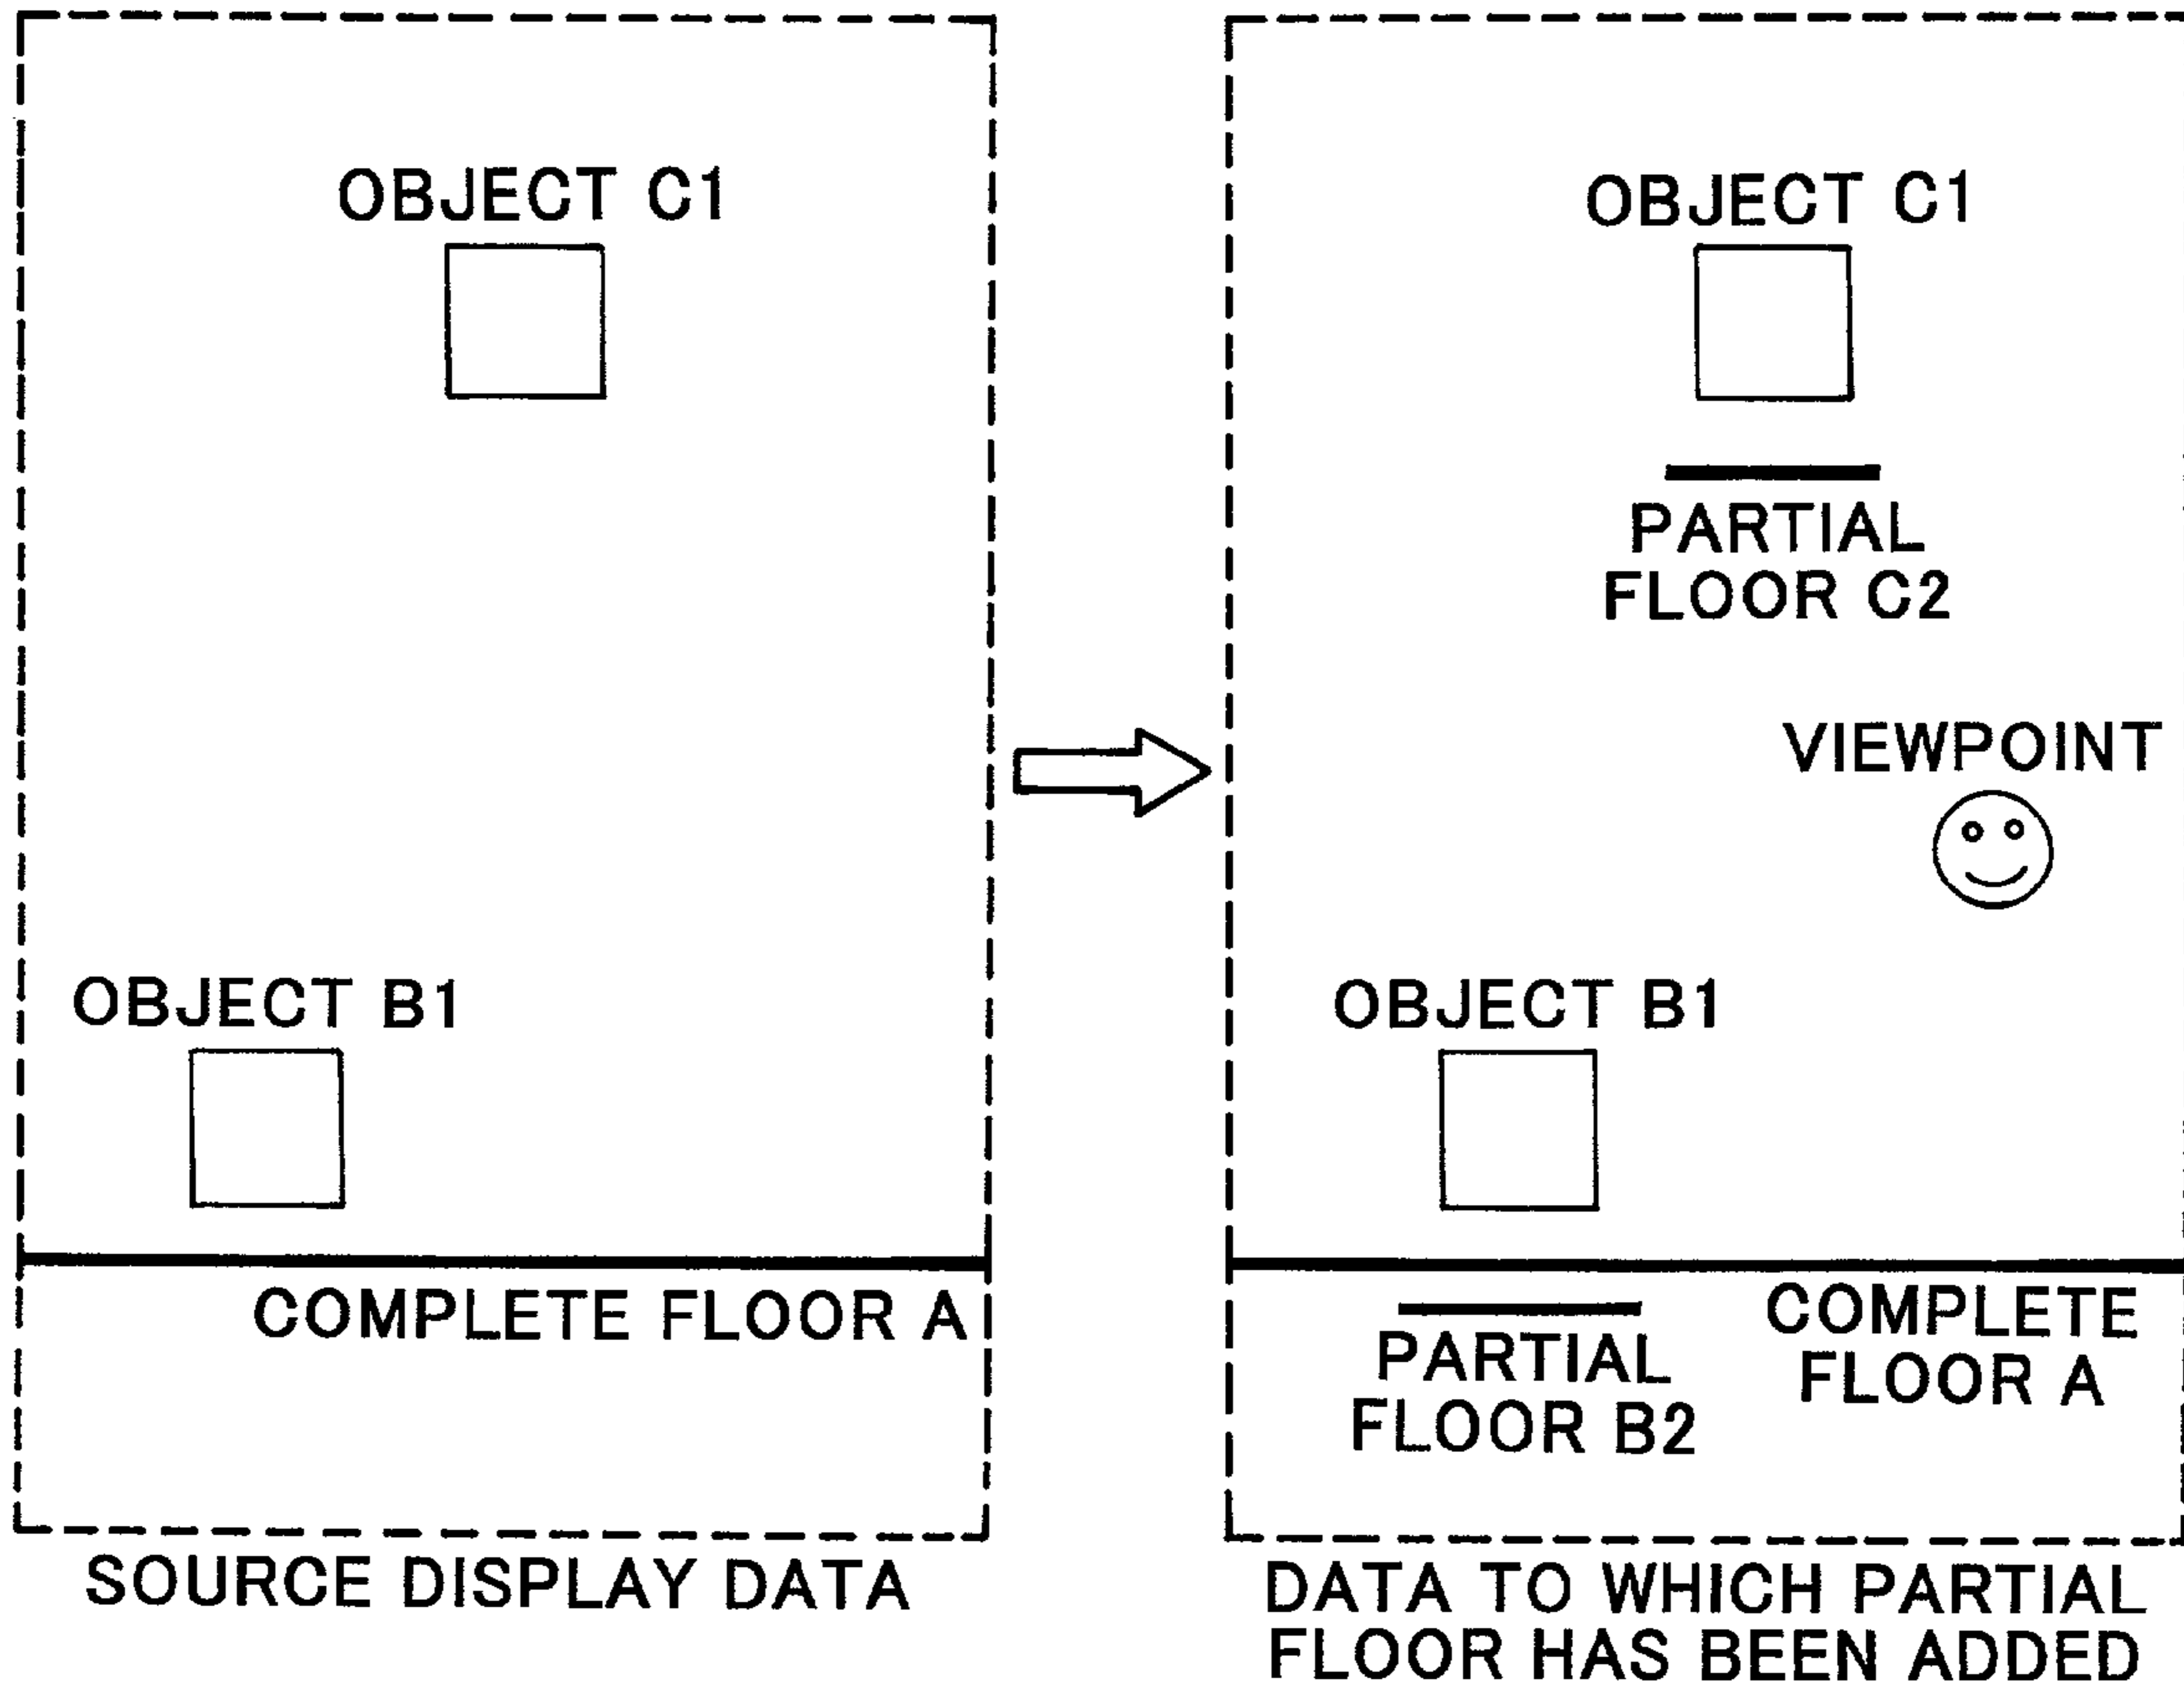 OBJECT C1
OBJECT B1
COMPLETE FLOOR A
SOURCE DISPLAY DATA
OBJECT C1
PARTIAL
FLOOR C2
VIEWPOINT
OBJECT B1
PARTIAL
FLOOR B2
COMPLETE
FLOOR A
DATA TO WHICH PARTIAL
FLOOR HAS BEEN ADDED